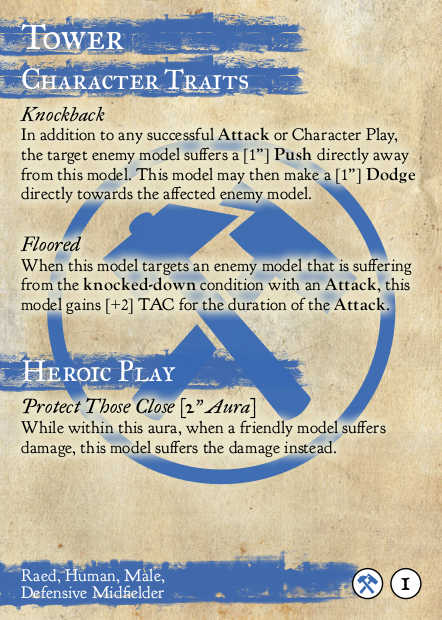 Tower
Character Traits
Knockback
In addition to any successful Attack or Character Play,
the target enemy model suffers a [1"] Push directly away
from this model. This model may then make a [1"] Dodge
directly towards the affected enemy model.
Floored
When this model targets an enemy model that is suffering
from the knocked-down condition with an Attack, this
model gains [+2] TAC for the duration of the Attack.
Heroic Play
Protect Those Close [2" Aura]
While within this aura, when a friendly model suffers
damage, this model suffers the damage instead.
Raed, Human, Male,
Defensive Midfielder
1